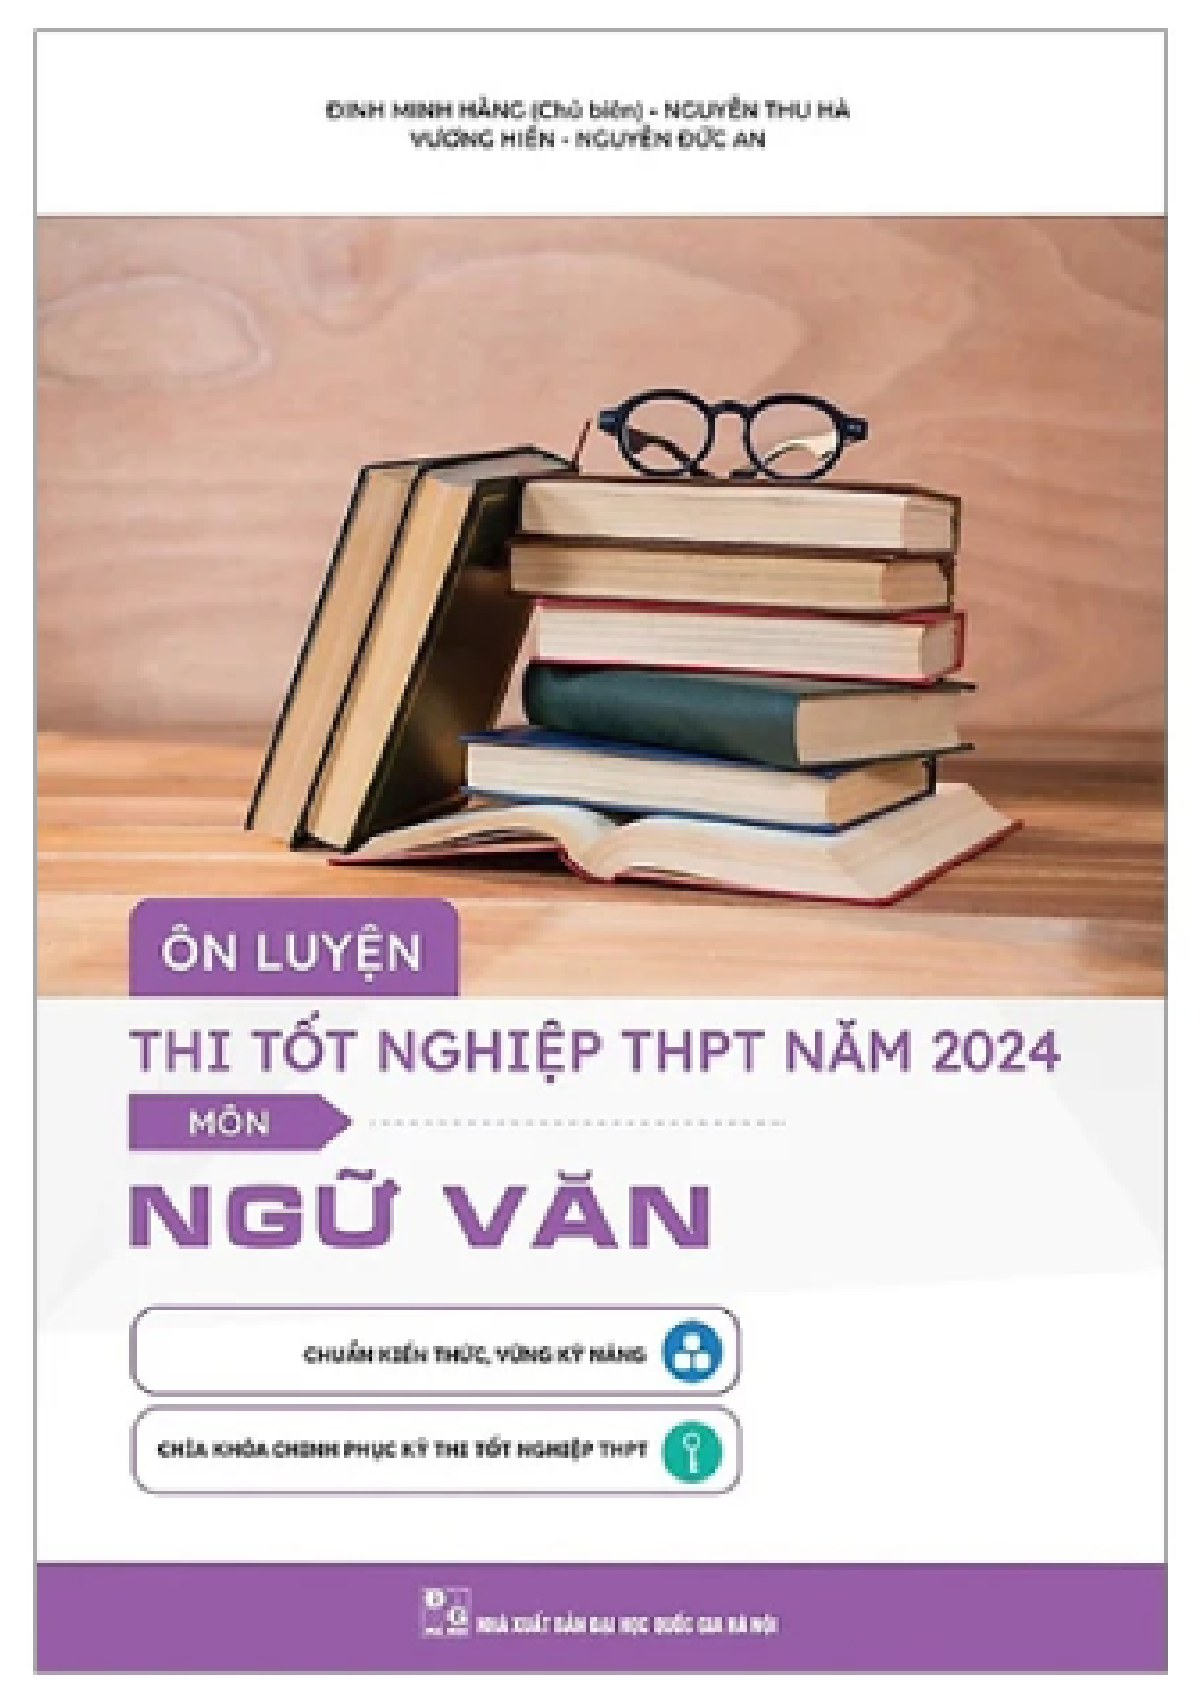 ĐINH MINH HẰNG (Chủ biên) - NGUYỄN THU HÀ
VƯƠNG HIỀN - NGUYỄN ĐỨC AN
ÔN LUYỆN
THI TỐT NGHIỆP THPT NĂM 2024
MÔN
NGỮ VĂN
CHUẨN KIẾN THỨC, VỮNG KỸ NĂNG
CHÌA KHÓA CHINH PHỤC KỲ THI TỐT NGHIỆP THPT
NHÀ XUẤT BẢN ĐẠI HỌC QUỐC GIA HÀ NỘI